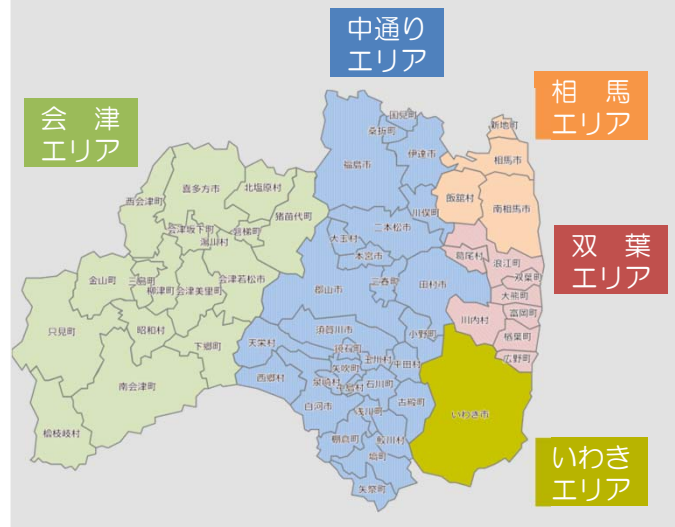 中通り
エリア
相　馬
エリア
会　津
エリア
双　葉
エリア
いわき
エリア
国見町
桑折町
新地町
伊達市
相馬市
福島市
喜多方市
北塩原村
飯舘村
西会津町
南相馬市
猪苗代町
川俣町
二本松市
会津坂下町
磐梯町
湯川村
大玉村
本宮市
葛尾村
浪江町
双葉町
金山町
三島町
会津若松市
柳津町
会津美里町
郡山市
三春町
田村市
大熊町
富岡町
川内村
只見町
昭和村
須賀川市
小野町
楢葉町
下郷町
天栄村
鏡石町
玉川村
平田村
広野町
矢吹町
南会津町
西郷村
泉崎村
中島村
石川町
古殿町
白河市
浅川町
いわき市
檜枝岐村
棚倉町
鮫川村
塙町
矢祭町